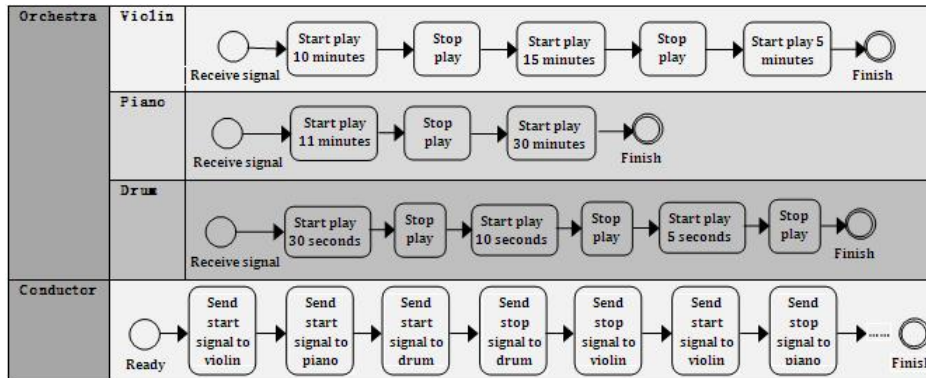 Orchestra
Violin
Receive signal
Start play
10 minutes
Stop
play
Start play
15 minutes
Stop
play
Start play 5
minutes
Finish
Piano
Receive signal
Start play
11 minutes
Stop
play
Start play
30 minutes
Finish
Drum
Receive signal
Start play
30 seconds
Stop
play
Start play
10 seconds
Stop
play
Start play
5 seconds
Stop
play
Finish
Conductor
Ready
Send
start
signal to
violin
Send
start
signal to
piano
Send
start
signal to
drum
Send
stop
signal to
drum
Send
stop
signal to
violin
Send
start
signal to
violin
Send
stop
signal to
piano
......
Finish